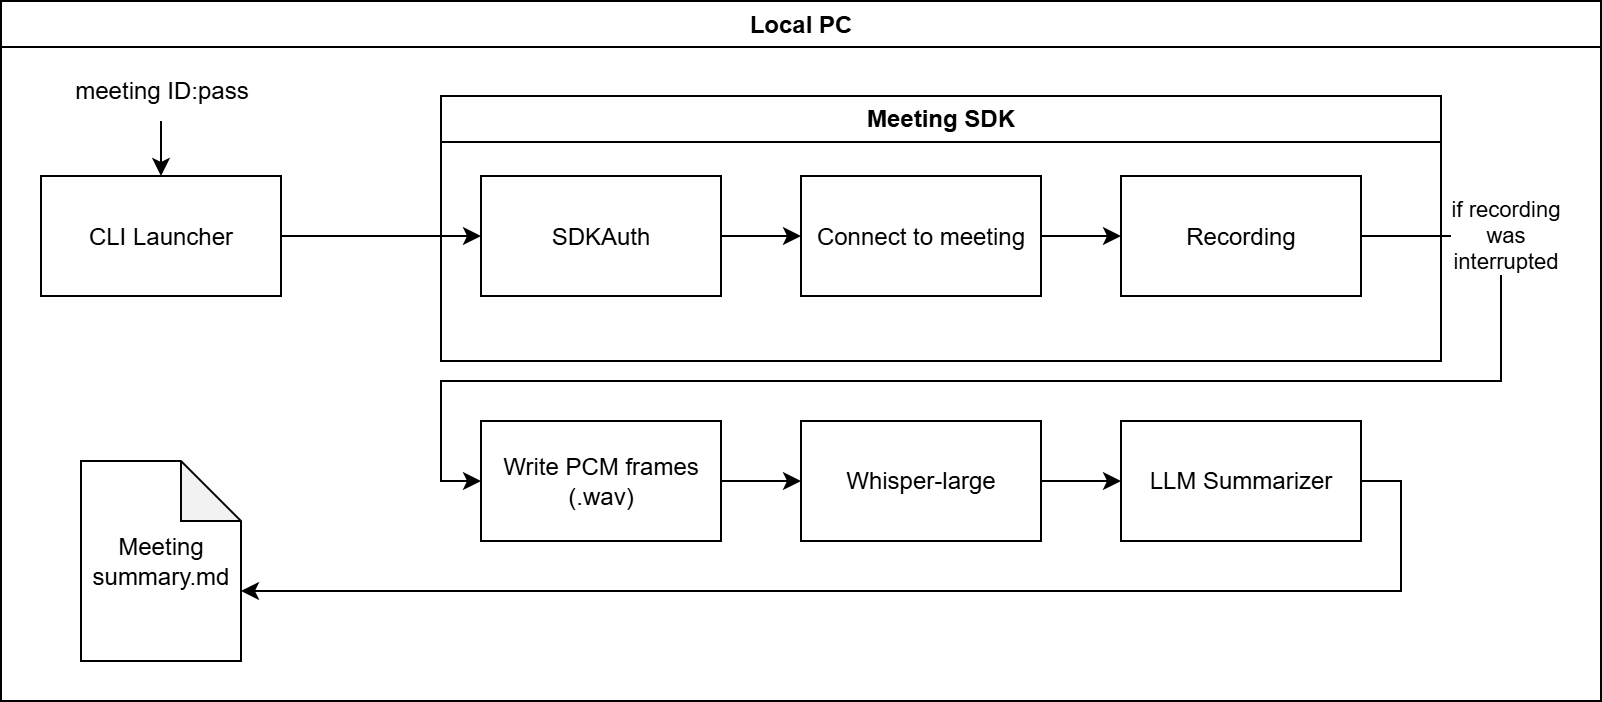 Local PC
meeting ID:pass
Meeting SDK
CLI Launcher
SDKAuth
Connect to meeting
Recording
if recording
was
interrupted
Write PCM frames
(.wav)
Whisper-large
LLM Summarizer
Meeting
summary.md